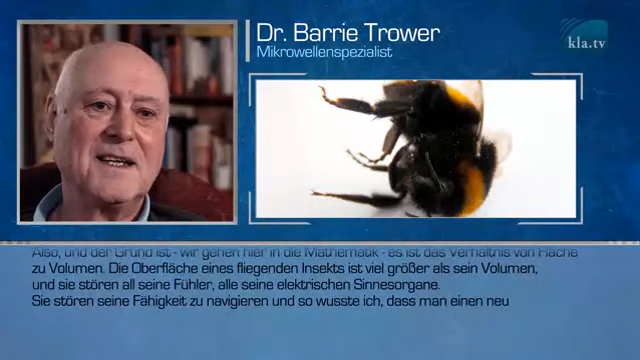 Dr. Barrie Trower
Mikrowellenspezialist
kla.tv
Also, und der Grund ist - wir gehen hier in die Mathematik - es ist das Verhältnis von Fläche
zu Volumen. Die Oberfläche eines fliegenden Insekts ist viel größer als sein Volumen,
und sie stören all seine Fühler, alle seine elektrischen Sinnesorgane.
Sie stören seine Fähigkeit zu navigieren und so wusste ich, dass man einen neu